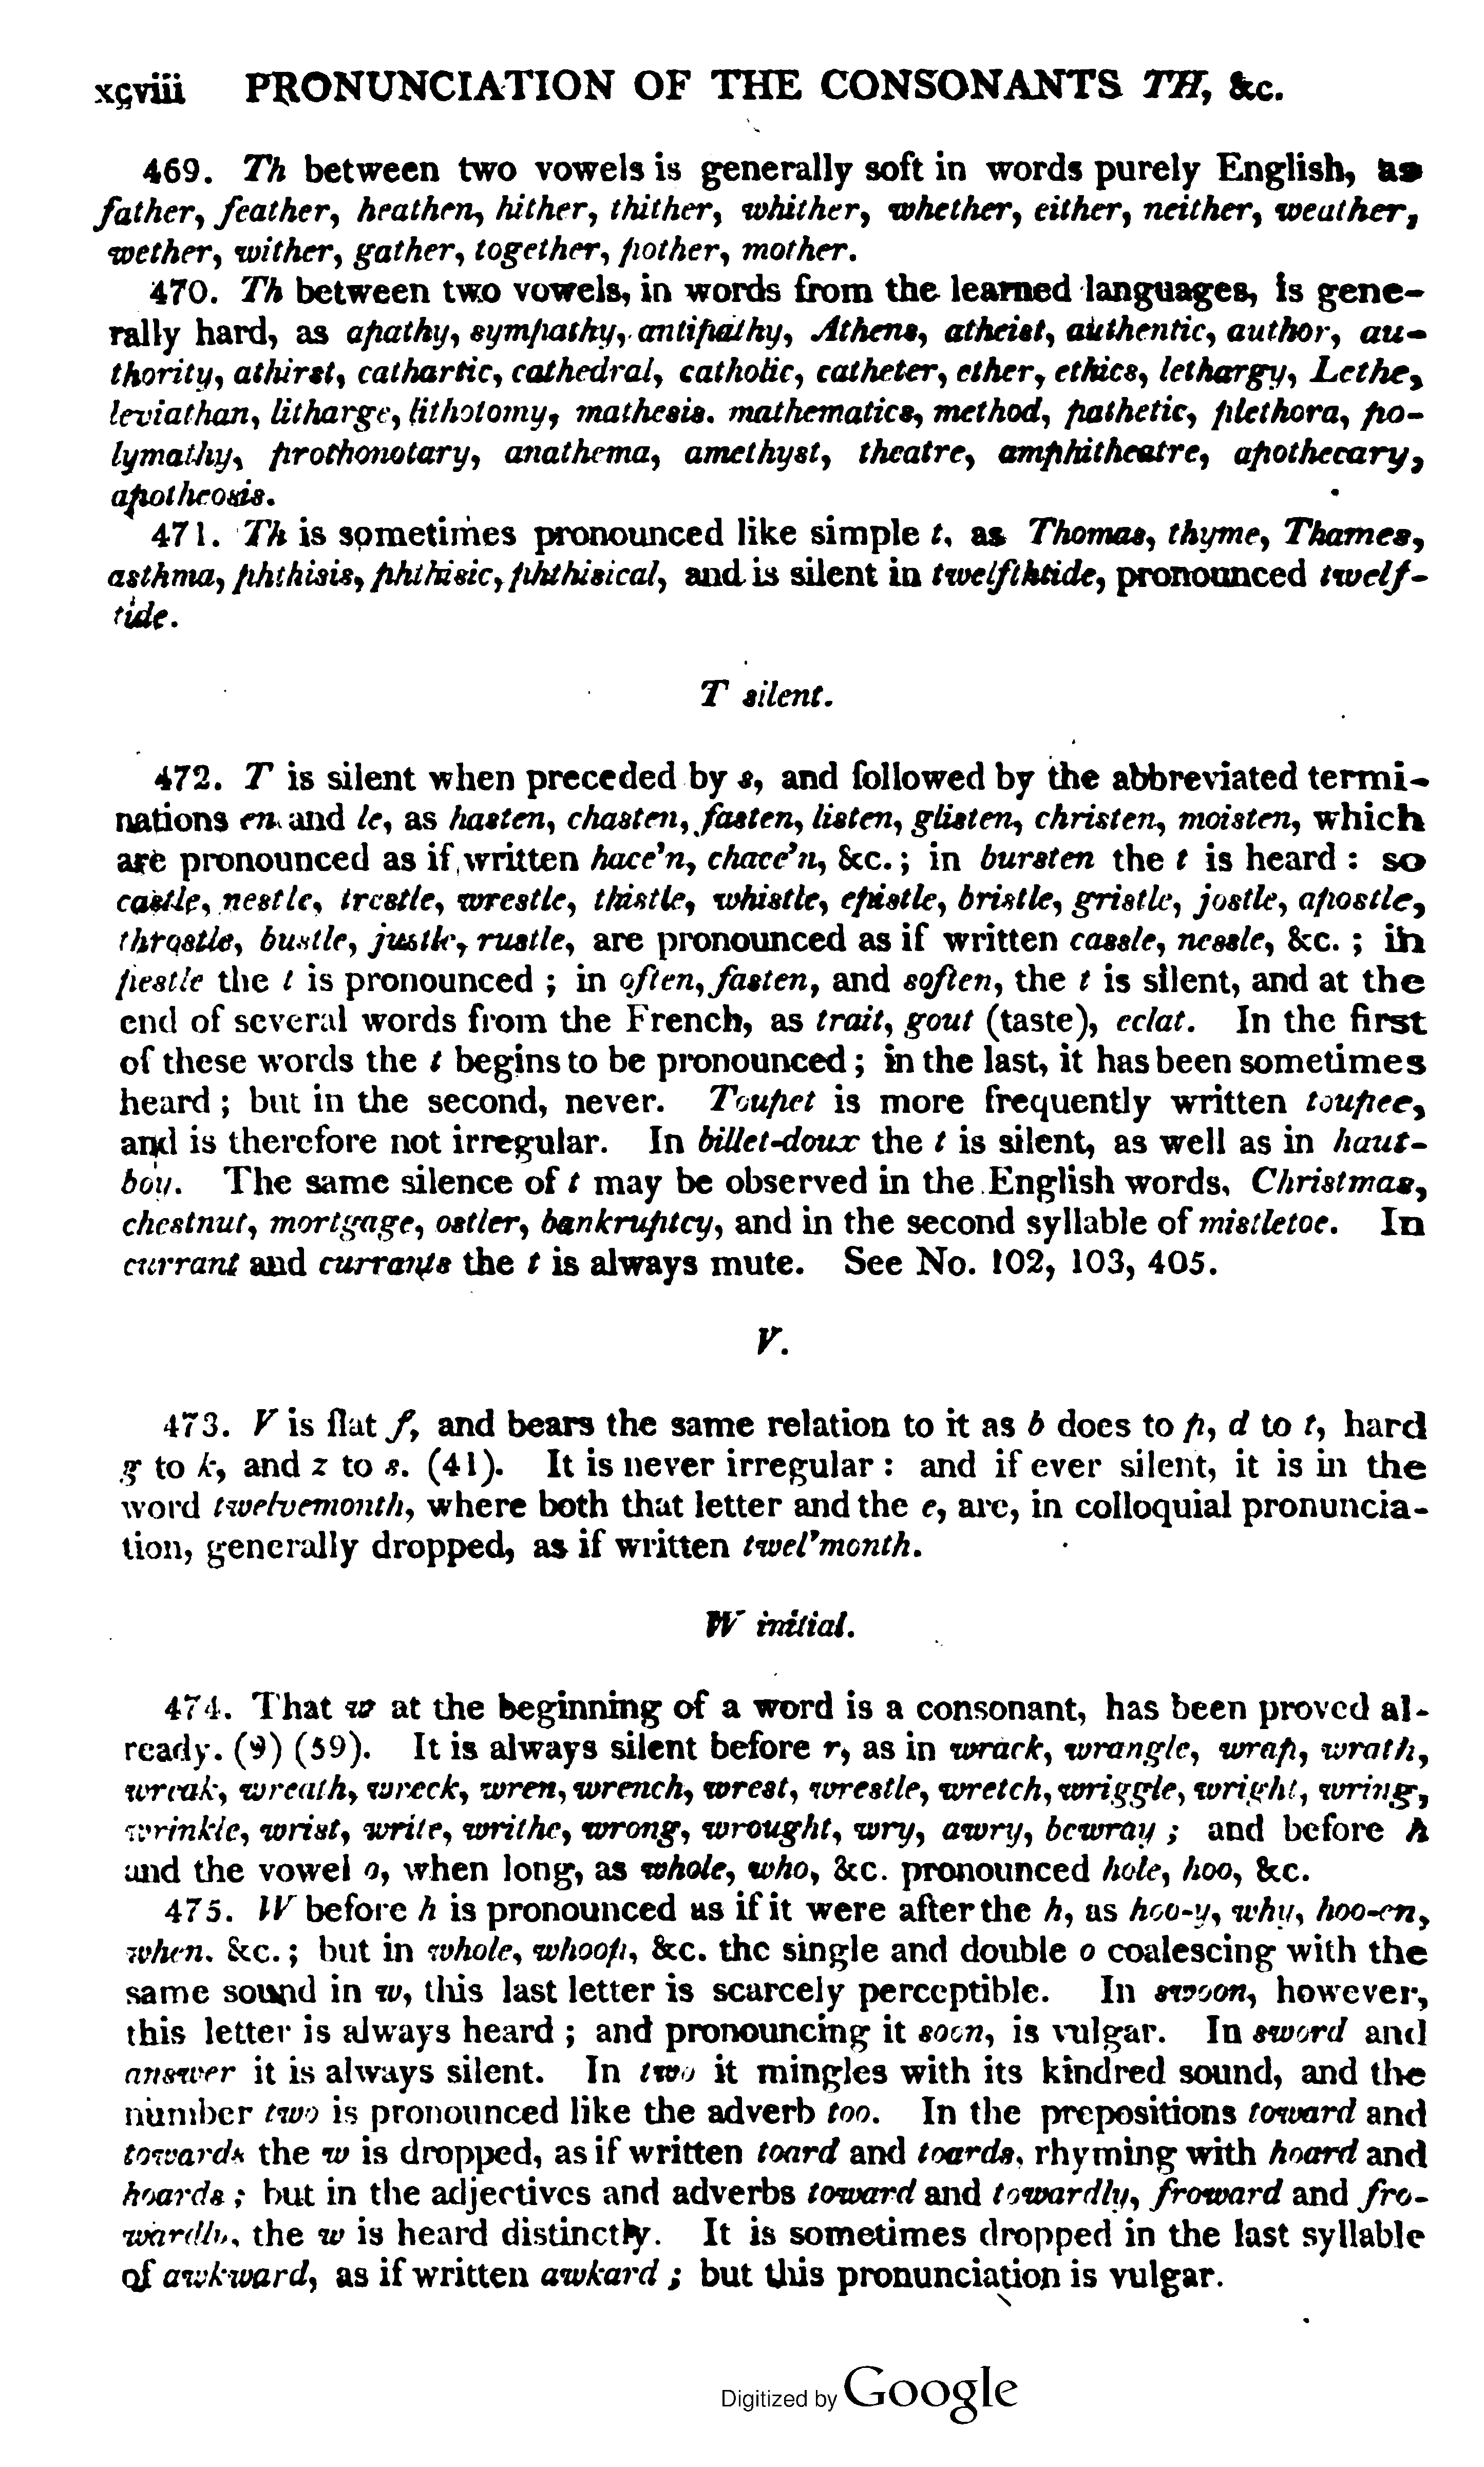 xcviii PRONUNCIATION OF THE CONSONANTS TH, &c.
469. Th between two vowels is generally soft in words purely English, as
father, feather, heathen, hither, thither, whither, whether, either, neither, weather,
wether, wither, gather, together, pother, mother.
470. Th between two vowels, in words from the learned languages, is gene-
rally hard, as apathy, sympathy, antipathy, Athens, atheist, authentic, author, au-
thority, athirst, cathartic, cathedral, catholic, catheter, ether, ethics, lethargy, Lethe,
leviathan, litharge, lithotomy, mathesis. mathematics, method, pathetic, plethora, po-
lymathy, prothonotary, anathema, amethyst, theatre, amphitheatre, apothecary,
apotheosis.
471. Th is sometimes pronounced like simple t, as Thomas, thyme, Thames,
asthma, phthisis, phthisic, phthisical, and is silent in twelfthtide, pronounced twelf-
tide.
T silent.
472. T is silent when preceded by s, and followed by the abbreviated termi-
nations en and le, as hasten, chasten, fasten, listen, glisten, christen, moisten, which
are pronounced as if written hace'n, chace'n, &c.; in bursten the t is heard : so
castle, nestle, trestle, wrestle, thistle, whistle, epistle, bristle, gristle, jostle, apostle,
throstle, bustle, justle, rustle, are pronounced as if written cassle, nessle, &c. ; in
pestle the t is pronounced ; in often, fasten, and soften, the t is silent, and at the
end of several words from the French, as trait, gout (taste), eclat. In the first
of these words the t begins to be pronounced ; in the last, it has been sometimes
heard ; but in the second, never. Toupet is more frequently written toupee,
and is therefore not irregular. In billet-doux the t is silent, as well as in haut-
boy. The same silence of t may be observed in the English words, Christmas,
chestnut, mortgage, ostler, bankruptcy, and in the second syllable of mistletoe. In
currant and currants the t is always mute. See No. 102, 103, 405.
V.
473. V is flat f, and bears the same relation to it as b does to p, d to t, hard
g to k, and z to s. (41). It is never irregular : and if ever silent, it is in the
word twelvemonth, where both that letter and the e, are, in colloquial pronuncia-
tion, generally dropped, as if written twel'month.
W initial.
474. That w at the beginning of a word is a consonant, has been proved al-
ready. (9) (59). It is always silent before r, as in wrack, wrangle, wrap, wrath,
wreak, wreath, wreck, wren, wrench, wrest, wrestle, wretch, wriggle, wright, wring,
wrinkle, wrist, write, writhe, wrong, wrought, wry, awry, bewray ; and before h
and the vowel o, when long, as whole, who, &c. pronounced hole, hoo, &c.
475. W before h is pronounced as if it were after the h, as hoo-y, why, hoo-en,
when. &c. ; but in whole, whoop, &c. the single and double o coalescing with the
same sound in w, this last letter is scarcely perceptible. In swoon, however,
this letter is always heard ; and pronouncing it soon, is vulgar. In sword and
answer it is always silent. In two it mingles with its kindred sound, and the
number two is pronounced like the adverb too. In the prepositions toward and
towards the w is dropped, as if written toard and toards, rhyming with hoard and
hoards ; but in the adjectives and adverbs toward and towardly, froward and fro-
wardly, the w is heard distinctly. It is sometimes dropped in the last syllable
of awkward, as if written awkard ; but this pronunciation is vulgar.
Digitized by Google